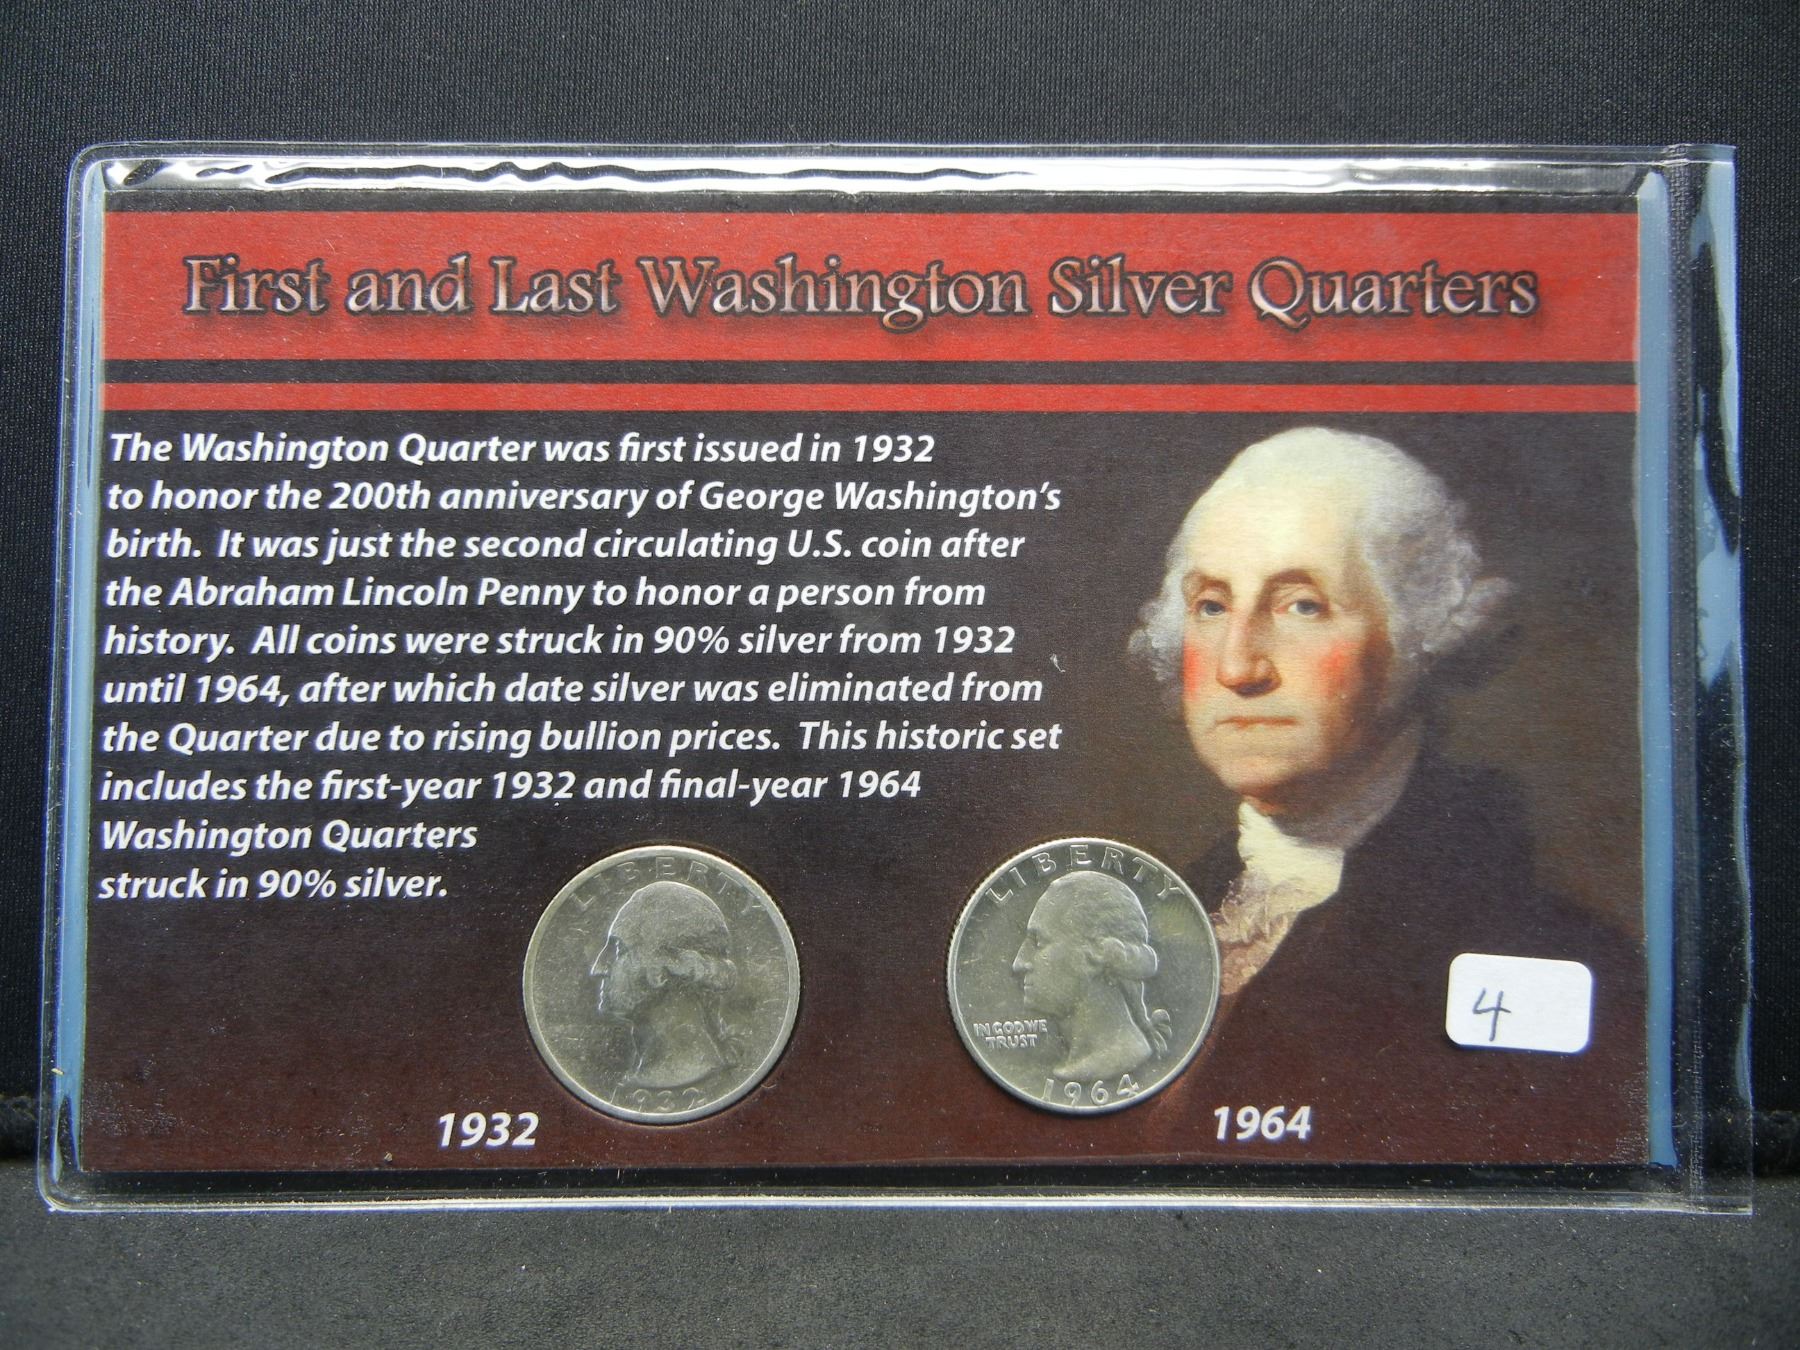 First and Last Washington Silver Quarters
The Washington Quarter was first issued in 1932
to honor the 200th anniversary of George Washington's
birth. It was just the second circulating U.S. coin after
the Abraham Lincoln Penny to honor a person from
history. All coins were struck in 90% silver from 1932
until 1964, after which date silver was eliminated from
the Quarter due to rising bullion prices. This historic set
includes the first-year 1932 and final-year 1964
Washington Quarters
struck in 90% silver.
LIBERTY
1932
LIBERTY
IN GOD WE
TRUST
1964
4
1932
1964